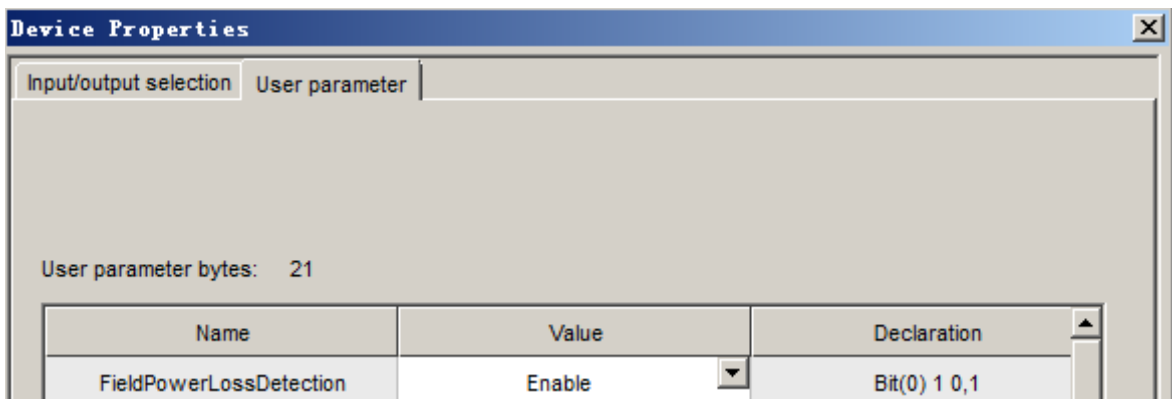 Device Properties
Input/output selection User parameter
User parameter bytes: 21
Name Value Declaration
FieldPowerLossDetection Enable Bit(0) 1 0,1